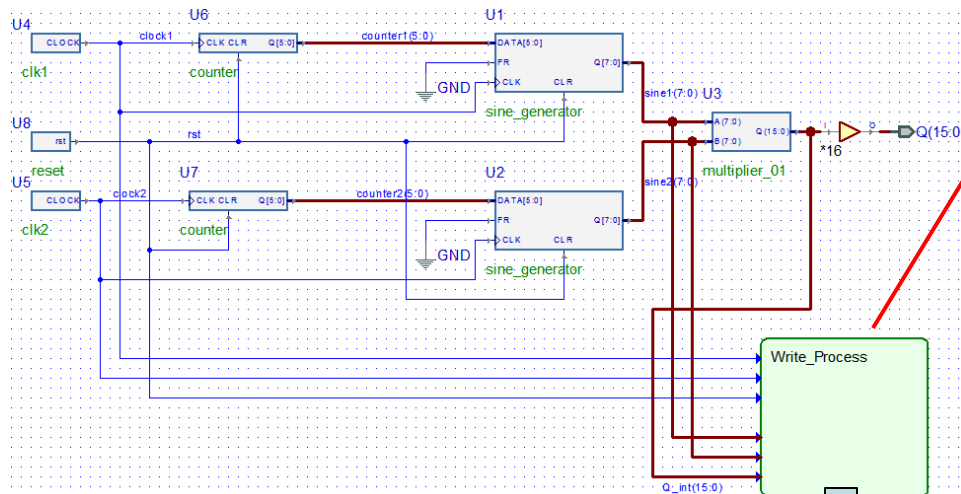 U4
CLOCK
clk1
clock1
U6
CLK CLR Q[5:0]
counter
counter1(5:0)
U1
DATA[5:0]
FR
Q[7:0]
CLK CLR
GND
sine_generator
sine1(7:0)
U3
A(7:0)
Q(15:0)
B(7:0)
multiplier_01
I
O
*16
Q(15:0
U8
rst
reset
rst
U5
CLOCK
clk2
clock2
U7
CLK CLR Q[5:0]
counter
counter2(5:0)
U2
DATA[5:0]
FR
Q[7:0]
CLK CLR
GND
sine_generator
sine2(7:0)
Write_Process
Q_int(15:0)